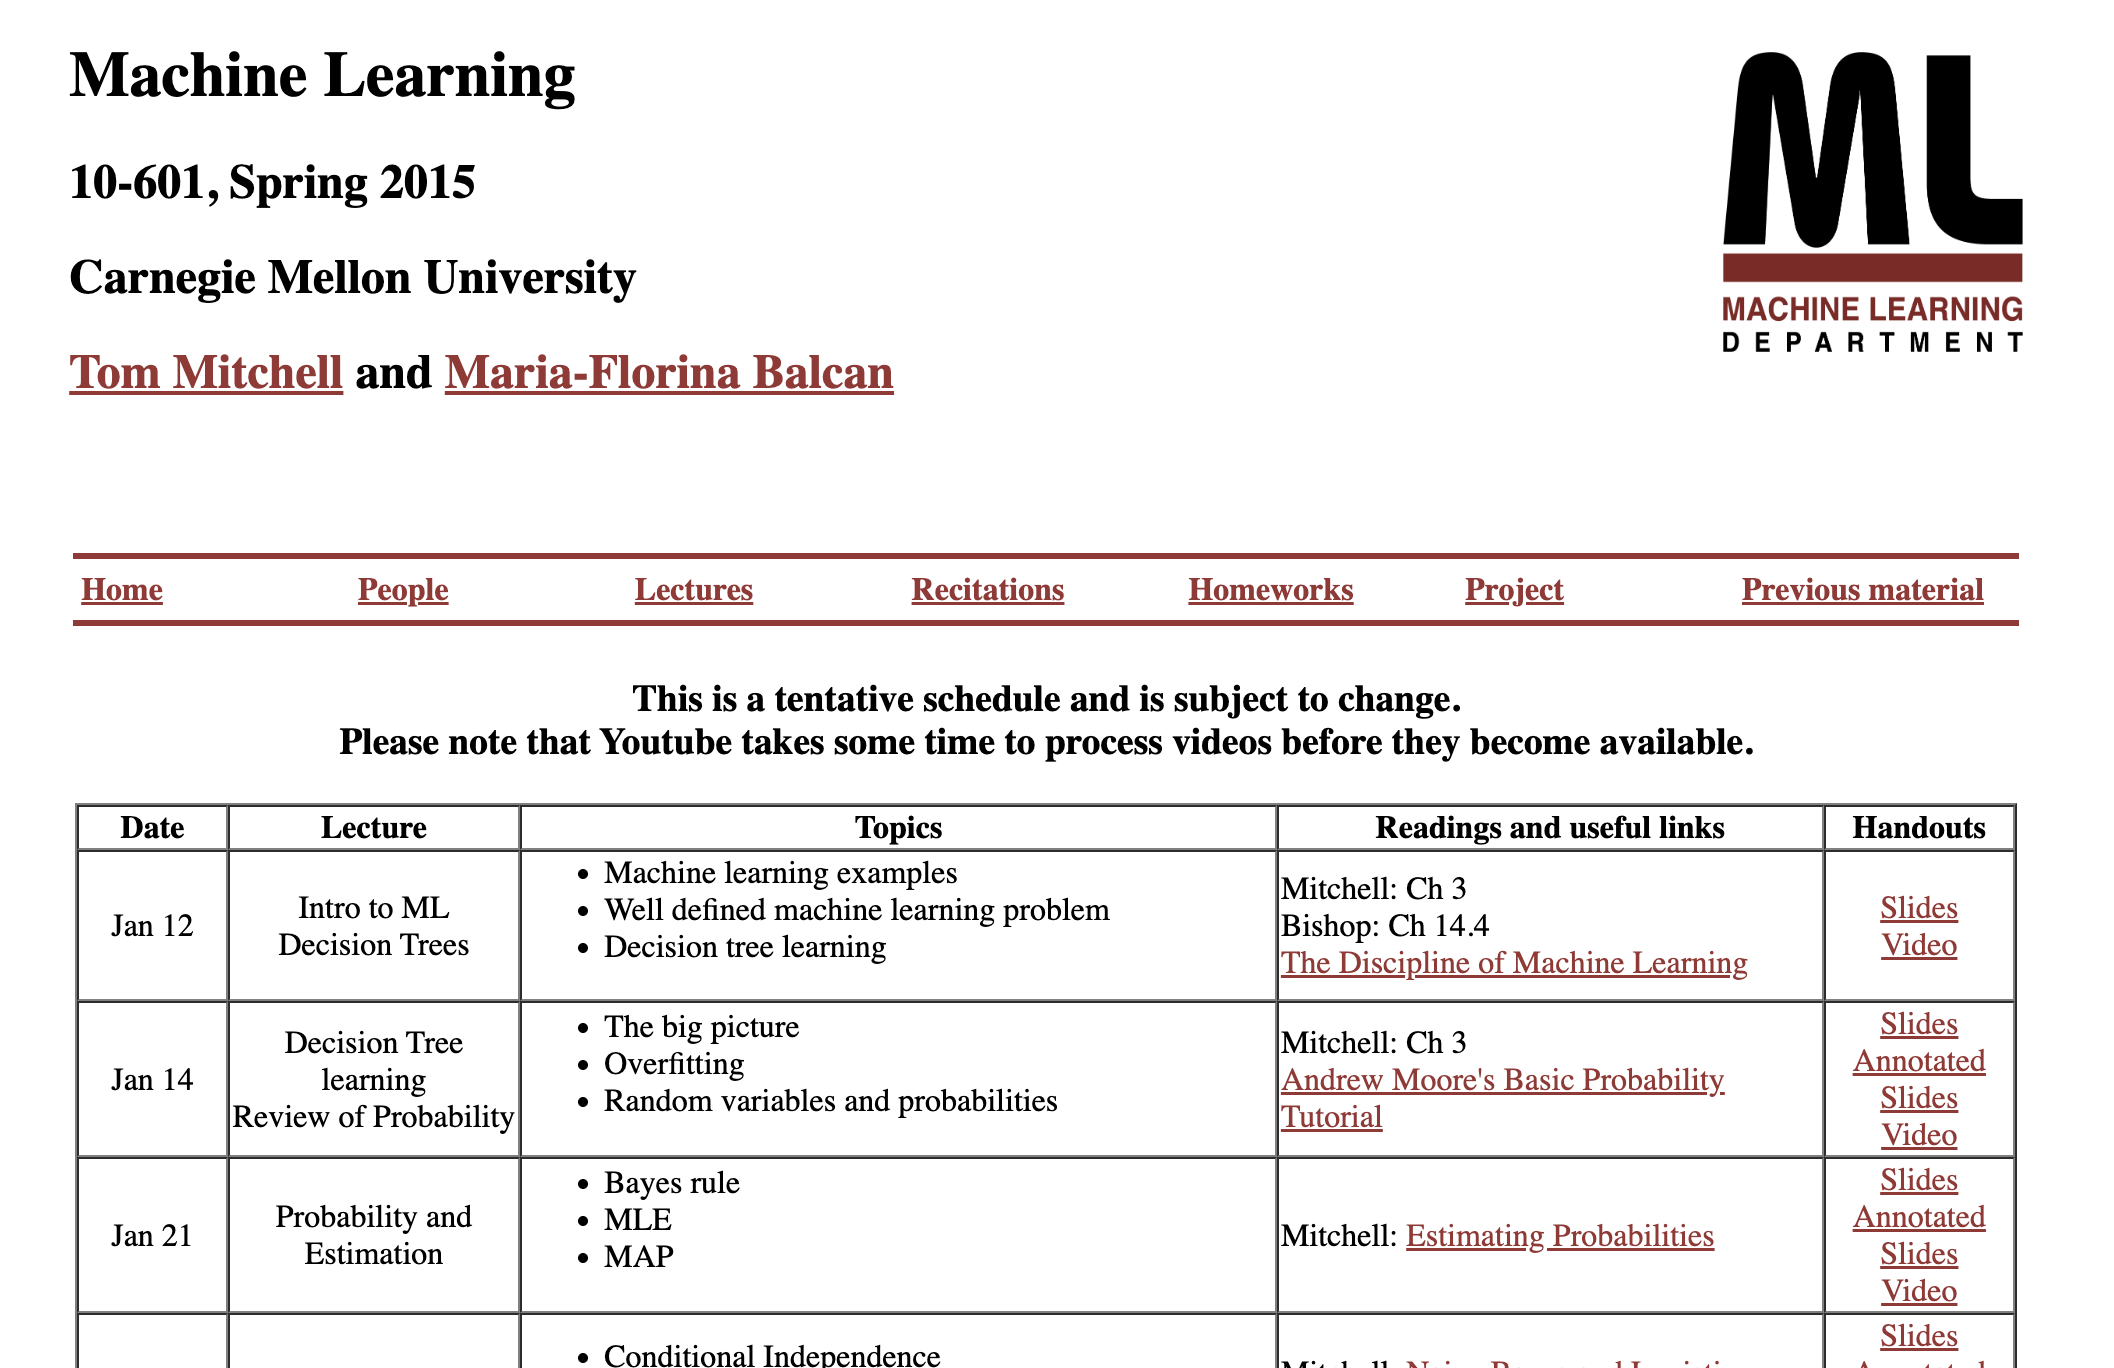 Machine Learning
10-601, Spring 2015
Carnegie Mellon University
Tom Mitchell and Maria-Florina Balcan
ML
MACHINE LEARNING
DEPARTMENT
Home People Lectures Recitations Homeworks Project Previous material
This is a tentative schedule and is subject to change.
Please note that Youtube takes some time to process videos before they become available.
Date Lecture Topics Readings and useful links Handouts
Jan 12
Intro to ML
Decision Trees
• Machine learning examples
• Well defined machine learning problem
• Decision tree learning
Mitchell: Ch 3
Bishop: Ch 14.4
The Discipline of Machine Learning
Slides
Video
Jan 14
Decision Tree
learning
Review of Probability
• The big picture
• Overfitting
• Random variables and probabilities
Mitchell: Ch 3
Andrew Moore's Basic Probability
Tutorial
Slides
Annotated
Slides
Video
Jan 21
Probability and
Estimation
• Bayes rule
• MLE
• MAP
Mitchell: Estimating Probabilities
Slides
Annotated
Slides
Video
• Conditional Independence
Slides